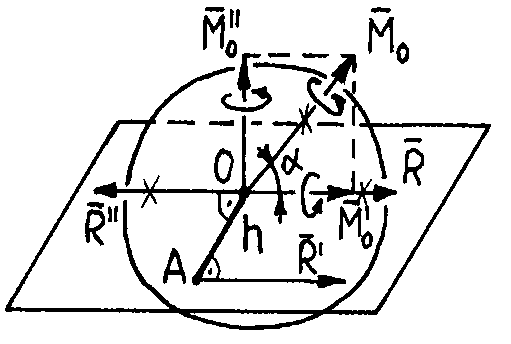 M̄₀″ M̄₀
O α R̄
R̄″ h R̄′ M̄₀′
A